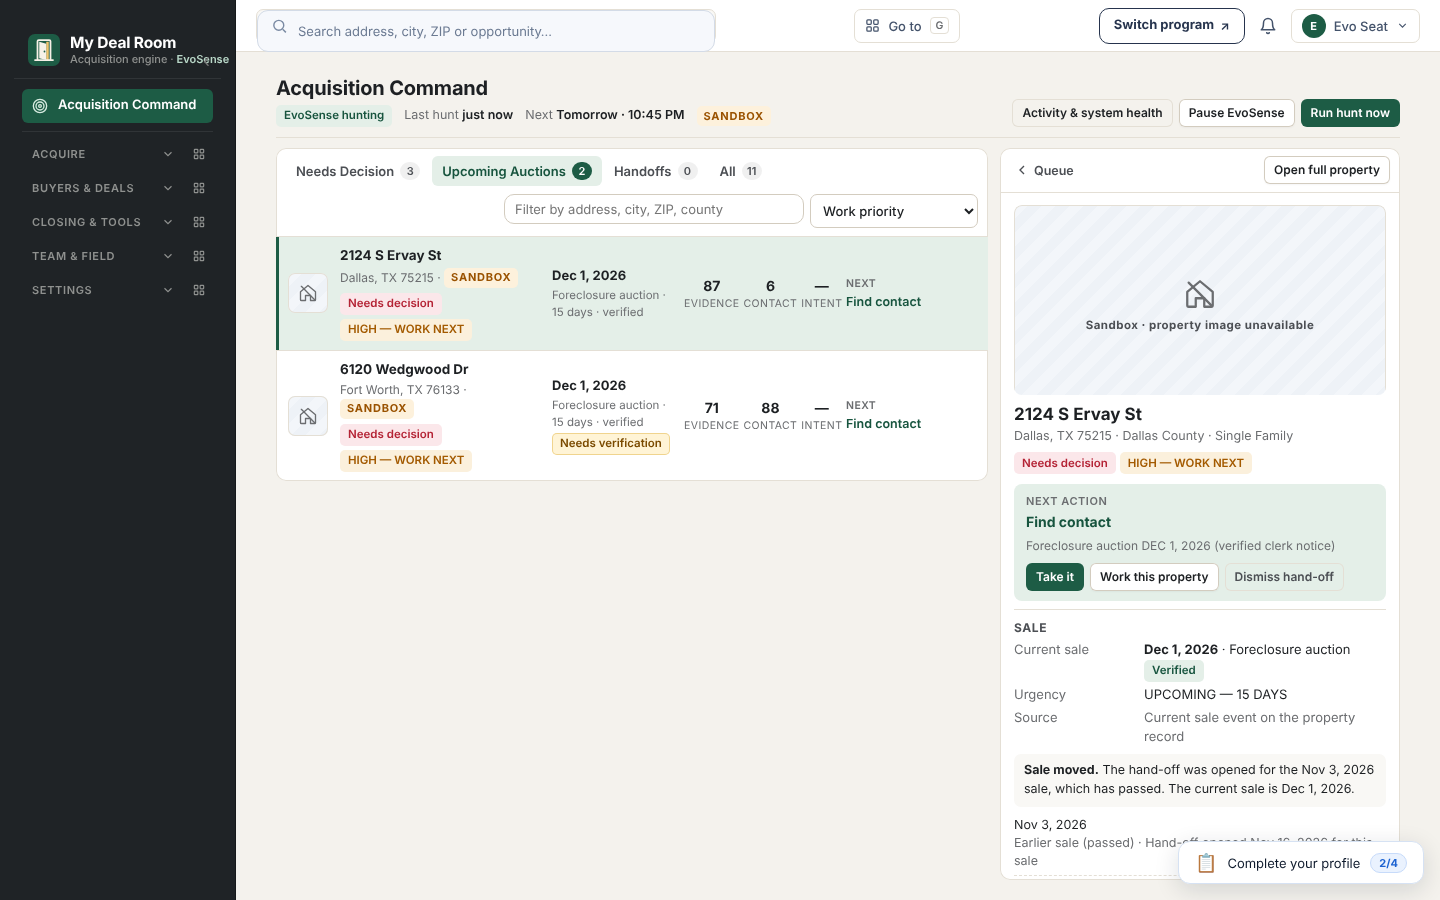 My Deal Room
Acquisition engine · EvoSense
Acquisition Command
ACQUIRE
BUYERS & DEALS
CLOSING & TOOLS
TEAM & FIELD
SETTINGS
Search address, city, ZIP or opportunity...
Go to G
Switch program ↗
E Evo Seat
Acquisition Command
EvoSense hunting Last hunt just now Next Tomorrow · 10:45 PM SANDBOX
Activity & system health Pause EvoSense Run hunt now
Needs Decision 3 Upcoming Auctions 2 Handoffs 0 All 11
Filter by address, city, ZIP, county Work priority
2124 S Ervay St
Dallas, TX 75215 · SANDBOX
Needs decision
HIGH — WORK NEXT
Dec 1, 2026
Foreclosure auction ·
15 days · verified
87 6 —
EVIDENCE CONTACT INTENT
NEXT
Find contact
6120 Wedgwood Dr
Fort Worth, TX 76133 ·
SANDBOX
Needs decision
HIGH — WORK NEXT
Dec 1, 2026
Foreclosure auction ·
15 days · verified
Needs verification
71 88 —
EVIDENCE CONTACT INTENT
NEXT
Find contact
Queue Open full property
Sandbox · property image unavailable
2124 S Ervay St
Dallas, TX 75215 · Dallas County · Single Family
Needs decision HIGH — WORK NEXT
NEXT ACTION
Find contact
Foreclosure auction DEC 1, 2026 (verified clerk notice)
Take it Work this property Dismiss hand-off
SALE
Current sale Dec 1, 2026 · Foreclosure auction
Verified
Urgency UPCOMING — 15 DAYS
Source Current sale event on the property
record
Sale moved. The hand-off was opened for the Nov 3, 2026
sale, which has passed. The current sale is Dec 1, 2026.
Nov 3, 2026
Earlier sale (passed) · Hand-off opened Nov 16, 2026 for this
sale
Complete your profile 2/4